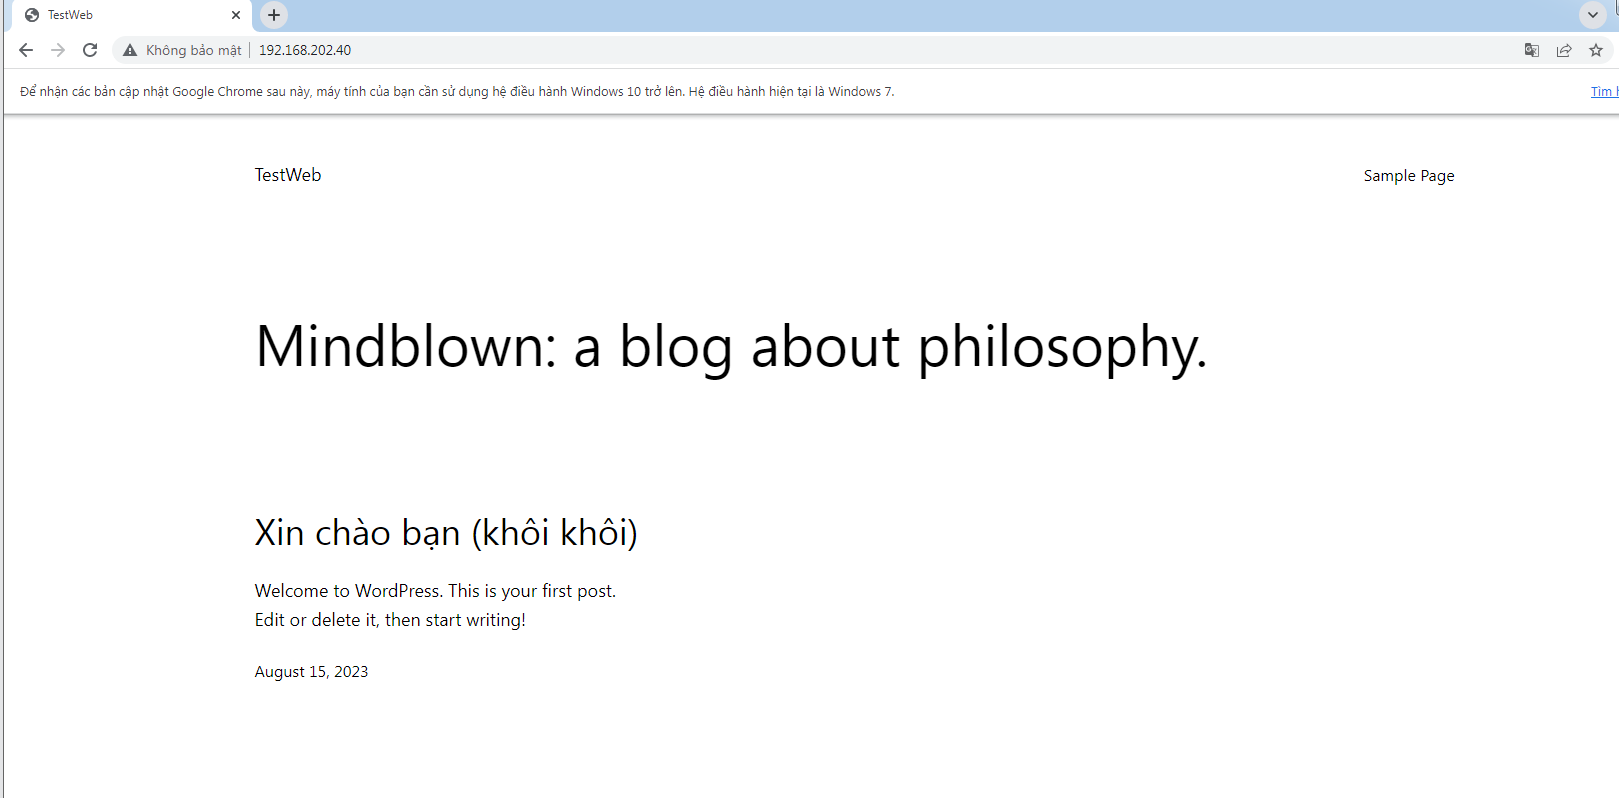 TestWeb
Không bảo mật
192.168.202.40
Để nhận các bản cập nhật Google Chrome sau này, máy tính của bạn cần sử dụng hệ điều hành Windows 10 trở lên. Hệ điều hành hiện tại là Windows 7.
Tìm
TestWeb
Sample Page
Mindblown: a blog about philosophy.
Xin chào bạn (khôi khôi)
Welcome to WordPress. This is your first post.
Edit or delete it, then start writing!
August 15, 2023